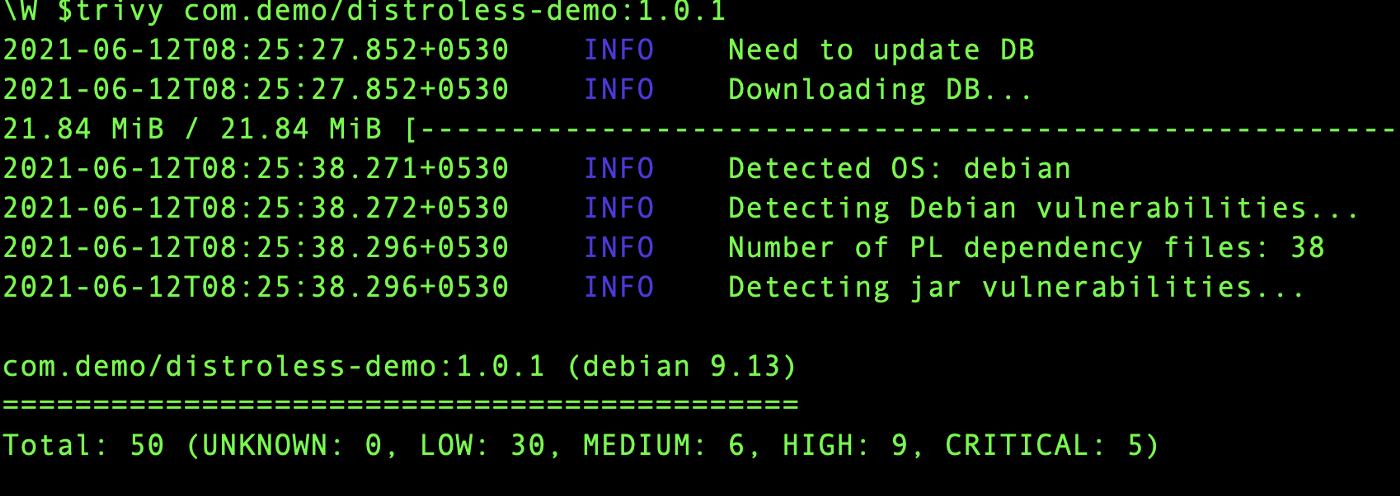 \W $trivy com.demo/distroless-demo:1.0.1
2021-06-12T08:25:27.852+0530 INFO Need to update DB
2021-06-12T08:25:27.852+0530 INFO Downloading DB...
21.84 MiB / 21.84 MiB [------------------------------------------------------
2021-06-12T08:25:38.271+0530 INFO Detected OS: debian
2021-06-12T08:25:38.272+0530 INFO Detecting Debian vulnerabilities...
2021-06-12T08:25:38.296+0530 INFO Number of PL dependency files: 38
2021-06-12T08:25:38.296+0530 INFO Detecting jar vulnerabilities...
com.demo/distroless-demo:1.0.1 (debian 9.13)
============================================
Total: 50 (UNKNOWN: 0, LOW: 30, MEDIUM: 6, HIGH: 9, CRITICAL: 5)